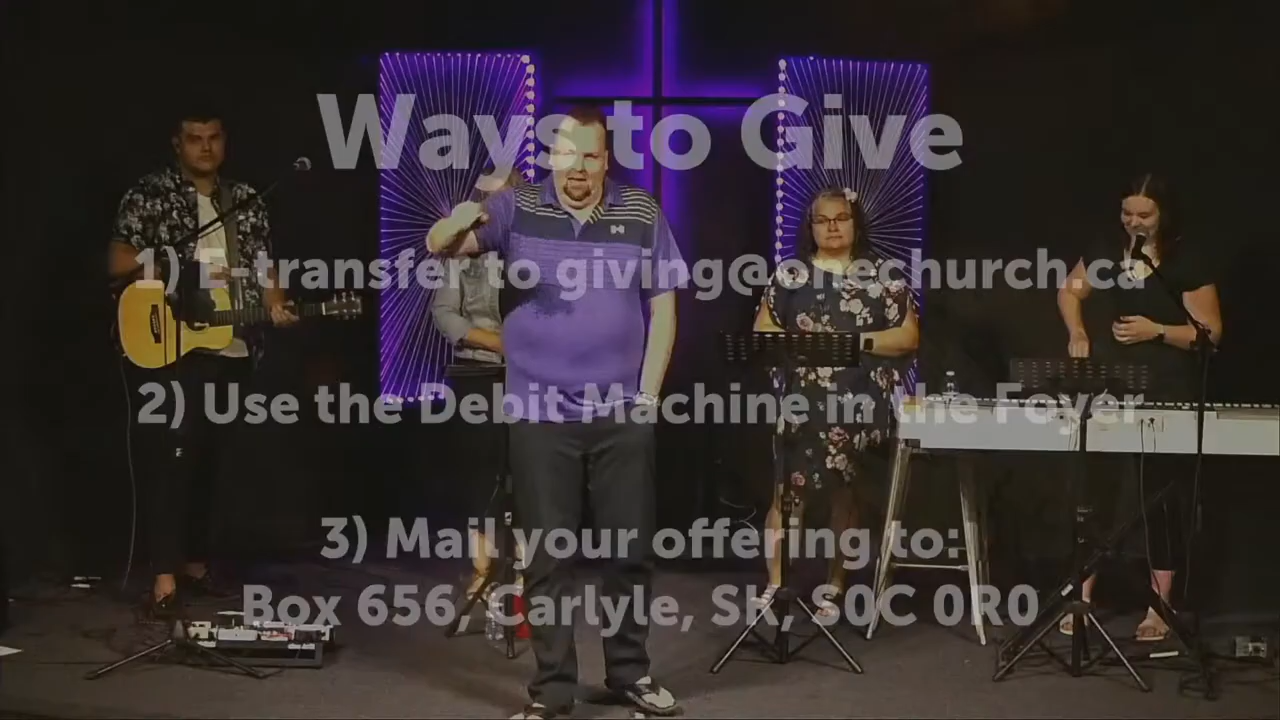 Ways to Give
1) E-transfer to giving@onechurch.ca
2) Use the Debit Machine in the Foyer
3) Mail your offering to:
Box 656, Carlyle, SK, S0C 0R0